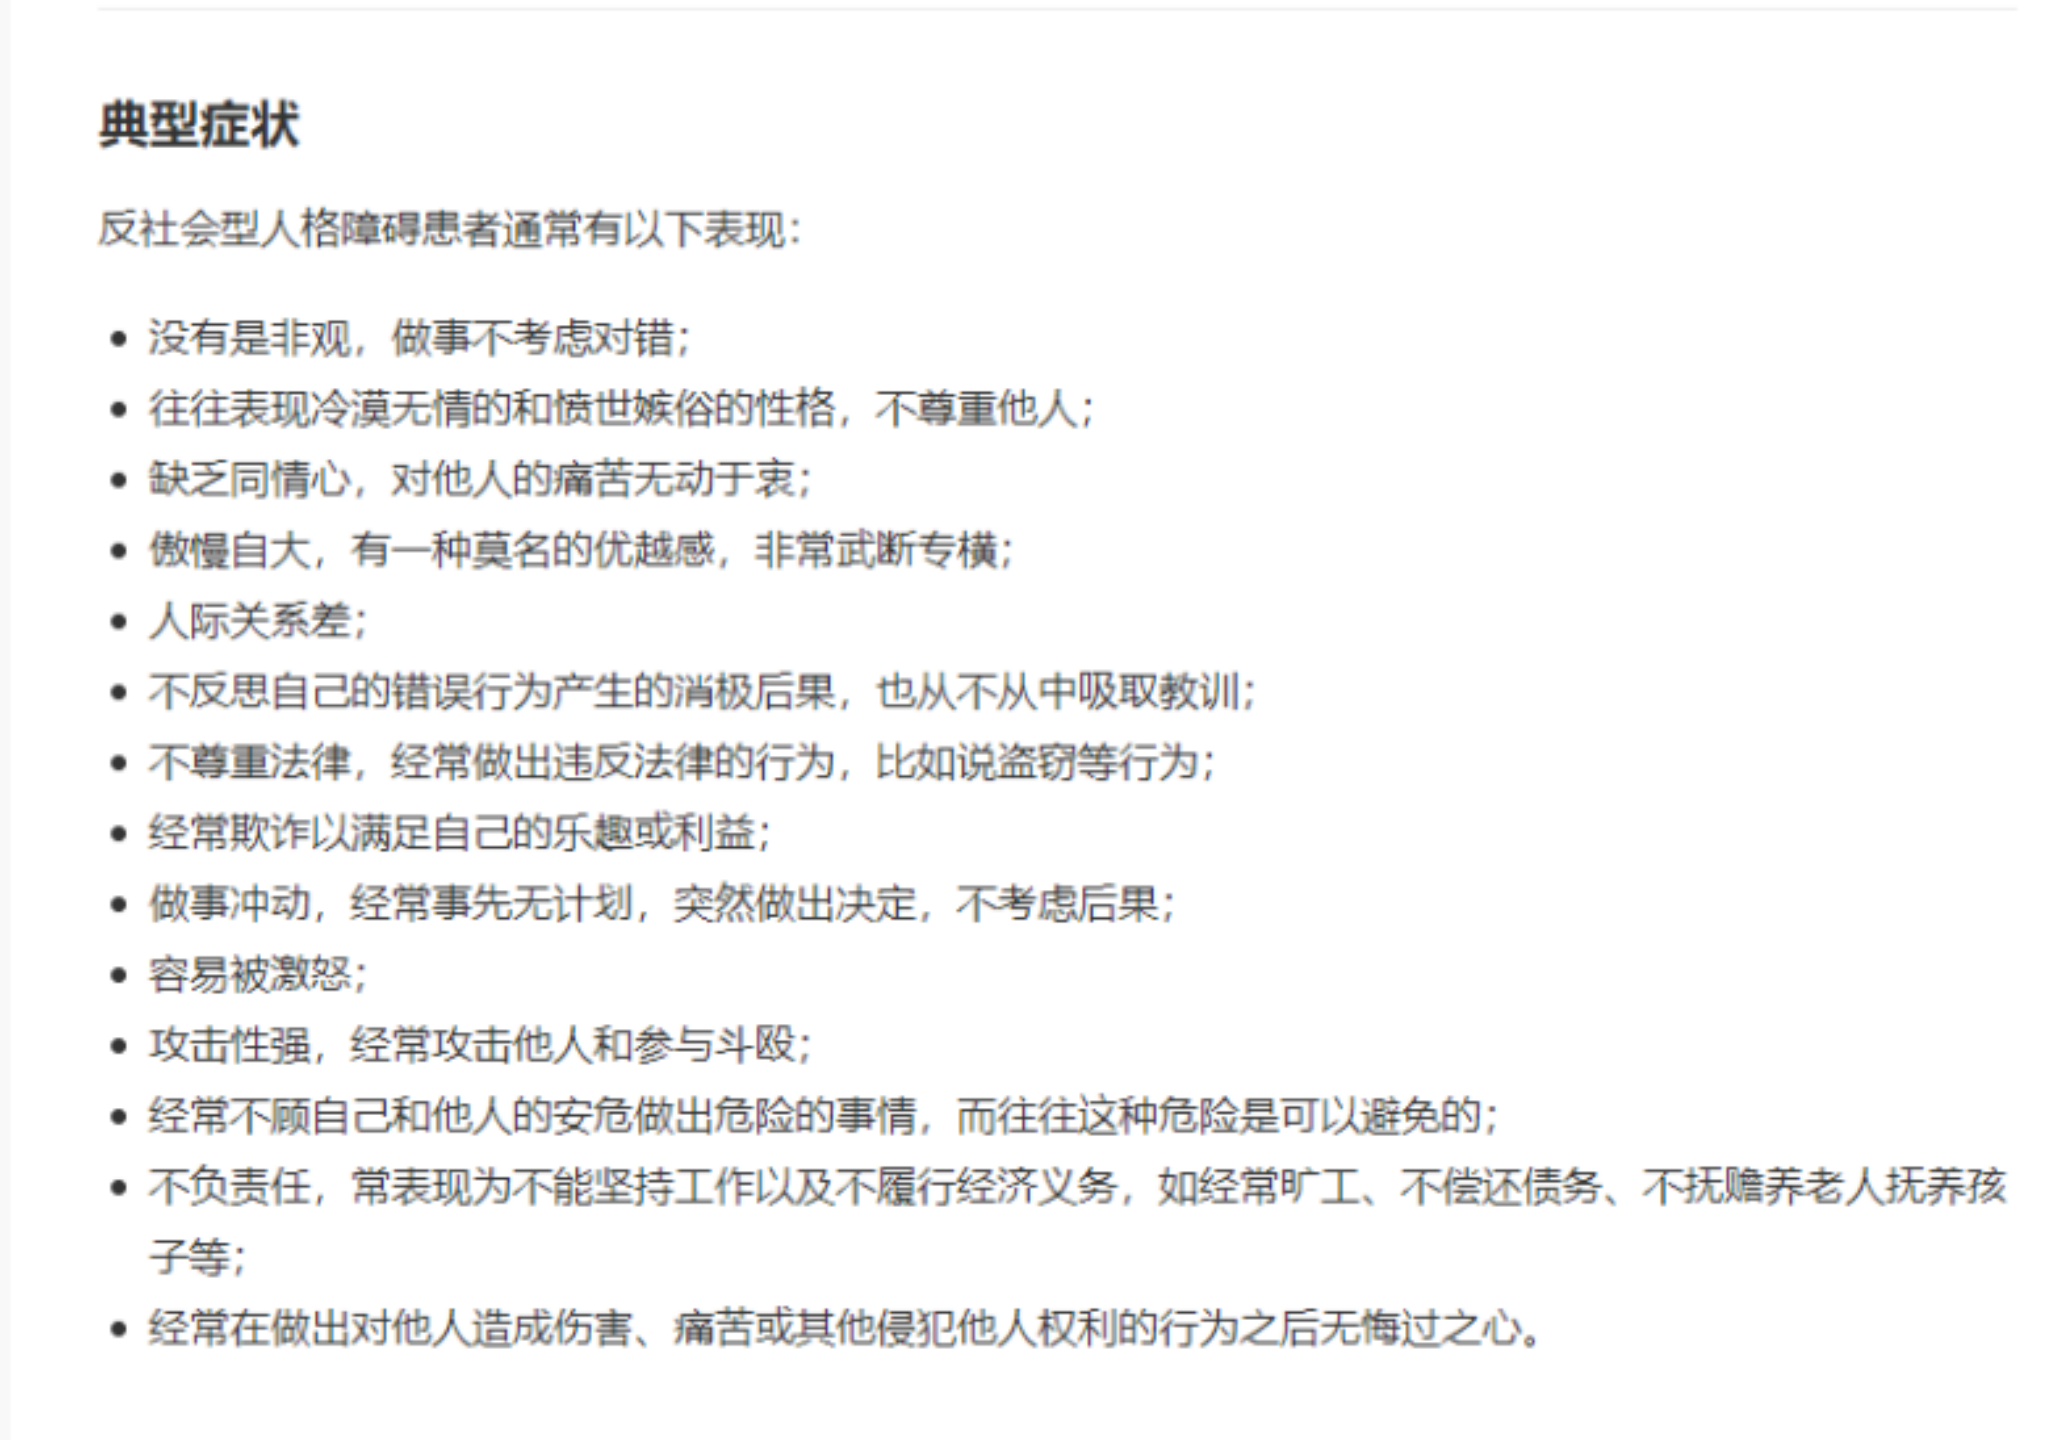 典型症状
反社会型人格障碍患者通常有以下表现：
• 没有是非观，做事不考虑对错；
• 往往表现冷漠无情的和愤世嫉俗的性格，不尊重他人；
• 缺乏同情心，对他人的痛苦无动于衷；
• 傲慢自大，有一种莫名的优越感，非常武断专横；
• 人际关系差；
• 不反思自己的错误行为产生的消极后果，也从不从中吸取教训；
• 不尊重法律，经常做出违反法律的行为，比如说盗窃等行为；
• 经常欺诈以满足自己的乐趣或利益；
• 做事冲动，经常事先无计划，突然做出决定，不考虑后果；
• 容易被激怒；
• 攻击性强，经常攻击他人和参与斗殴；
• 经常不顾自己和他人的安危做出危险的事情，而往往这种危险是可以避免的；
• 不负责任，常表现为不能坚持工作以及不履行经济义务，如经常旷工、不偿还债务、不抚赡养老人抚养孩
子等；
• 经常在做出对他人造成伤害、痛苦或其他侵犯他人权利的行为之后无悔过之心。